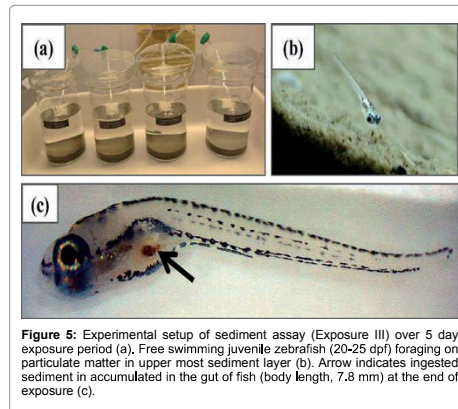 (a)
(b)
(c)
Figure 5: Experimental setup of sediment assay (Exposure III) over 5 day
exposure period (a). Free swimming juvenile zebrafish (20-25 dpf) foraging on
particulate matter in upper most sediment layer (b). Arrow indicates ingested
sediment in accumulated in the gut of fish (body length, 7.8 mm) at the end of
exposure (c).